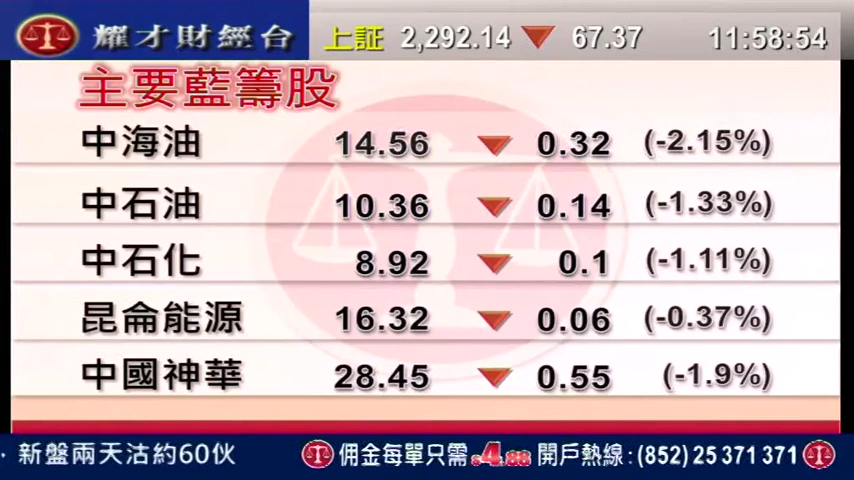 耀才財經台
上証 2,292.14 ▼ 67.37 11:58:54
主要藍籌股
中海油 14.56 ▼ 0.32 (-2.15%)
中石油 10.36 ▼ 0.14 (-1.33%)
中石化 8.92 ▼ 0.1 (-1.11%)
昆侖能源 16.32 ▼ 0.06 (-0.37%)
中國神華 28.45 ▼ 0.55 (-1.9%)
‧新盤兩天沽約60伙 佣金每單只需$4.88 開戶熱線:(852) 25 371 371